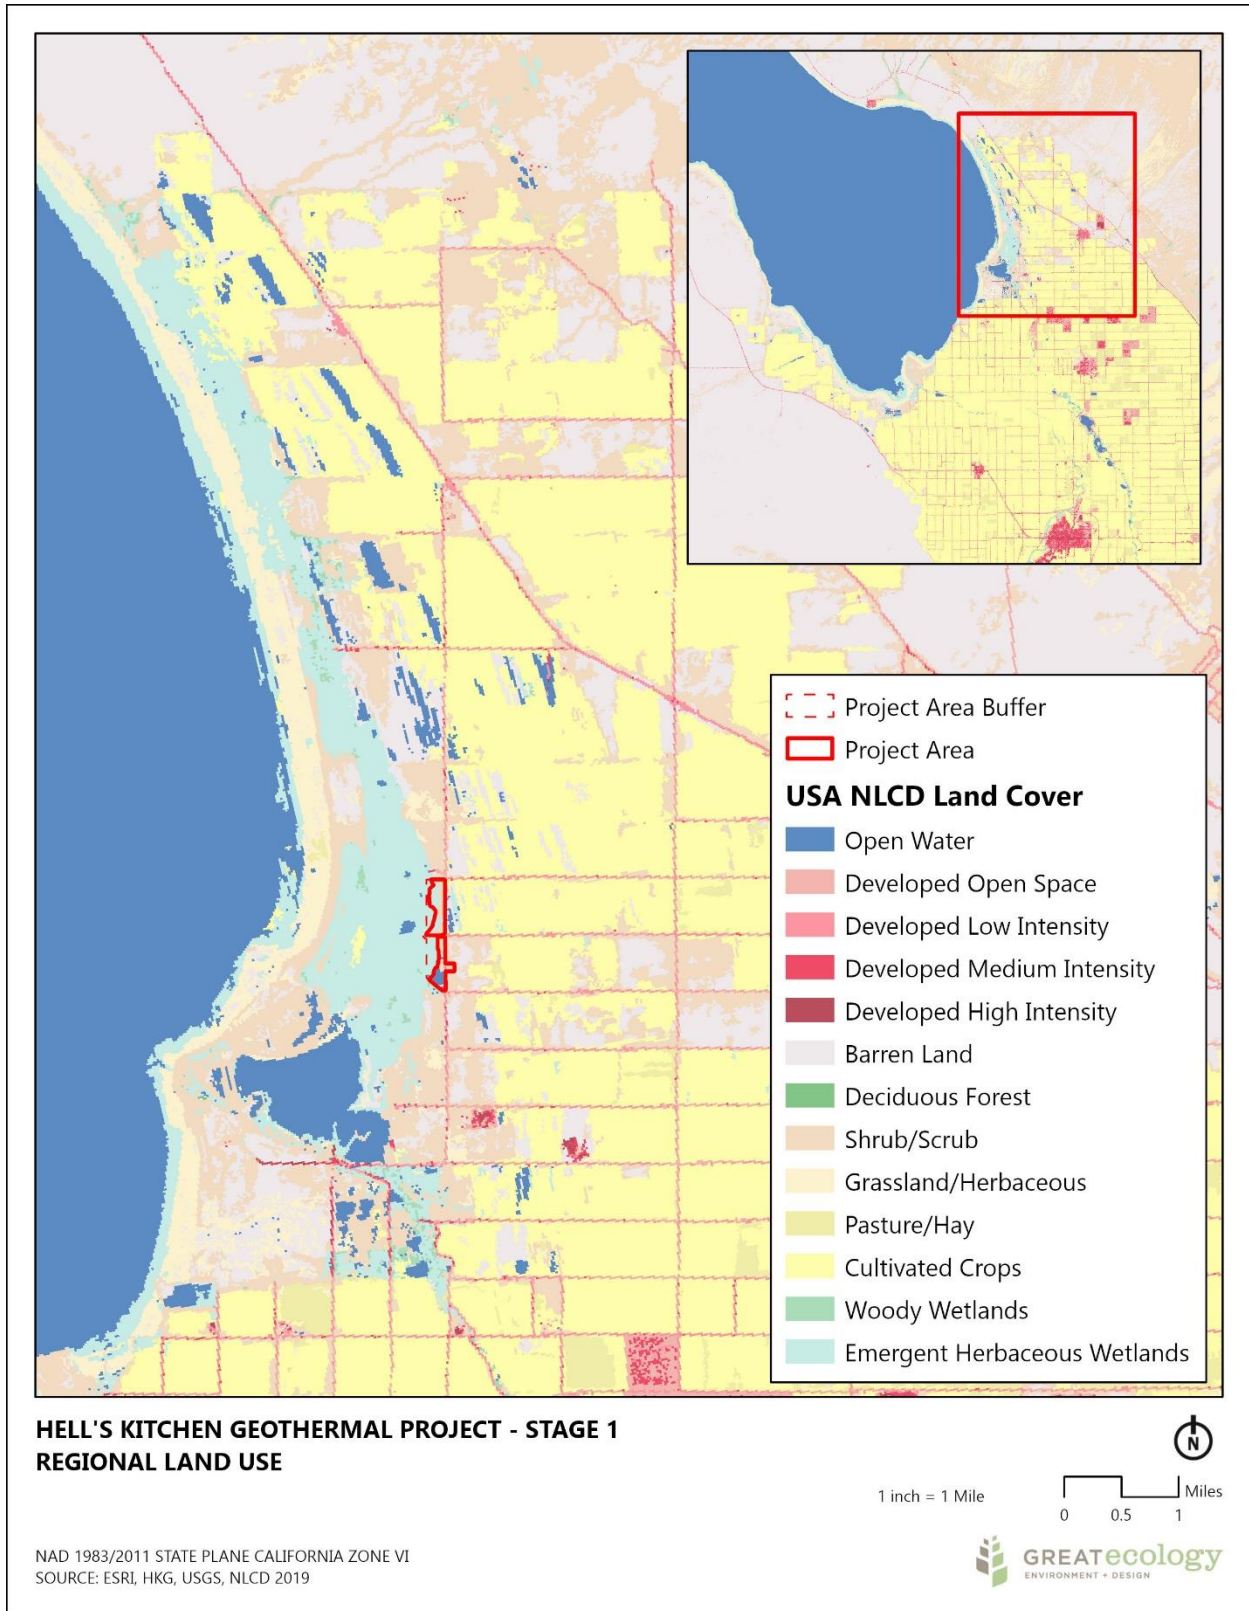 Project Area Buffer
Project Area
USA NLCD Land Cover
Open Water
Developed Open Space
Developed Low Intensity
Developed Medium Intensity
Developed High Intensity
Barren Land
Deciduous Forest
Shrub/Scrub
Grassland/Herbaceous
Pasture/Hay
Cultivated Crops
Woody Wetlands
Emergent Herbaceous Wetlands
HELL'S KITCHEN GEOTHERMAL PROJECT - STAGE 1
REGIONAL LAND USE
N
1 inch = 1 Mile
Miles
0 0.5 1
NAD 1983/2011 STATE PLANE CALIFORNIA ZONE VI
SOURCE: ESRI, HKG, USGS, NLCD 2019
GREATecology
ENVIRONMENT + DESIGN